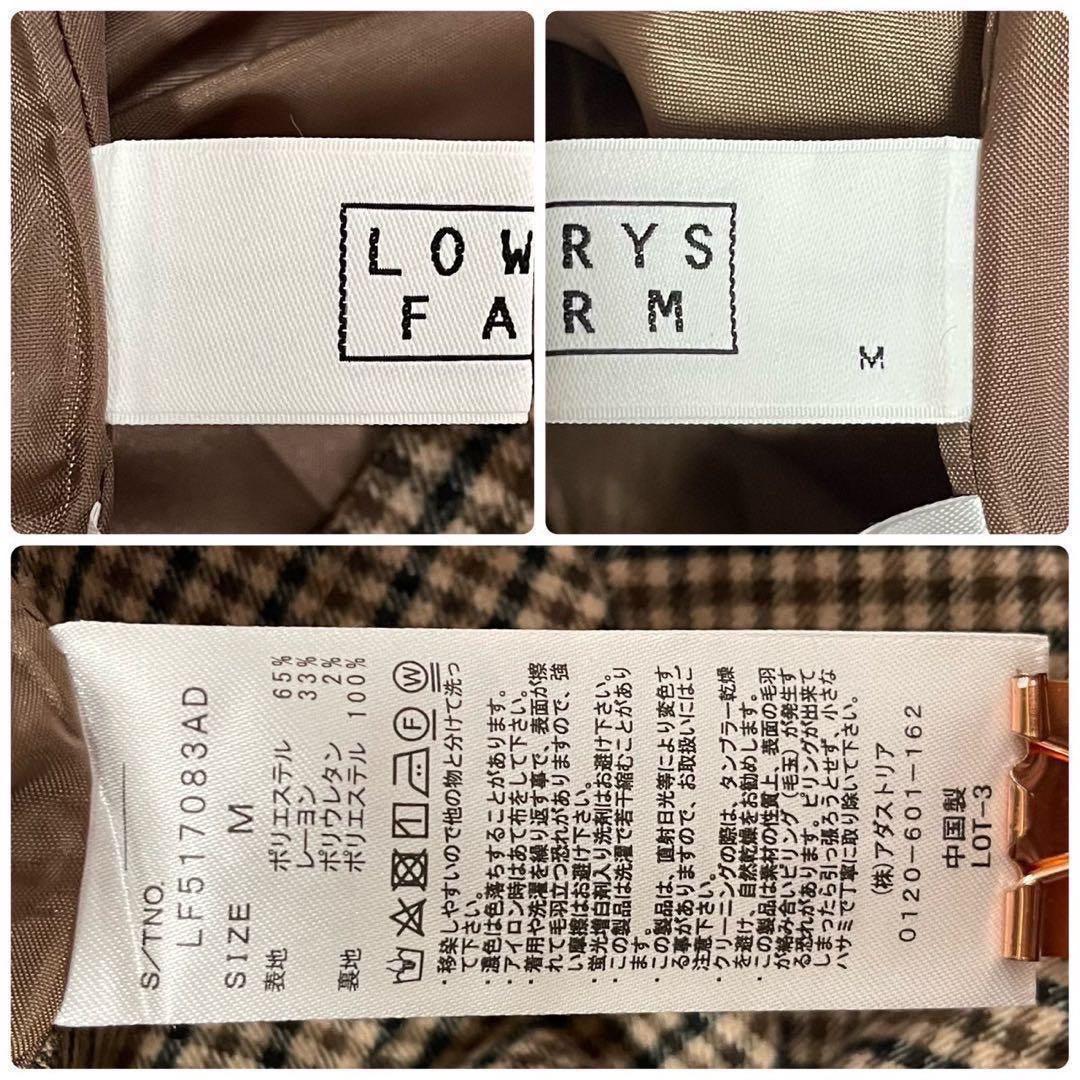 LOW
FA
RYS
RM
M
S/TNO.
LF517083AD
SIZE M
表地 ポリエステル 65%
レーヨン 33%
ポリウレタン 2%
裏地 ポリエステル 100%
F W
・移染しやすいので他の物と分けて洗っ
て下さい。
・濃色は色落ちすることがあります。
・アイロン時はあて布をして下さい。
着用や洗濯を繰り返す事で、表面が擦
れて毛羽立つ恐れがありますので、強
い摩擦はお避け下さい。
・蛍光増白剤入り洗剤はお避け下さい。
・この製品は洗濯で若干縮むことがあり
ます。
・この製品は、直射日光等により変色す
る事がありますので、お取扱いにはご
注意下さい。
・クリーニングの際は、タンブラー乾燥
を避け、自然乾燥をお勧めします。
・この製品は素材の性質上、表面の毛羽
が絡み合いピリング（毛玉）が発生す
る恐れがあります。ピリングが出来て
しまったら引っ張ろうとせず、小さな
ハサミで丁寧に取り除いて下さい。
(株)アダストリア
0120-601-162
中国製
LOT-3